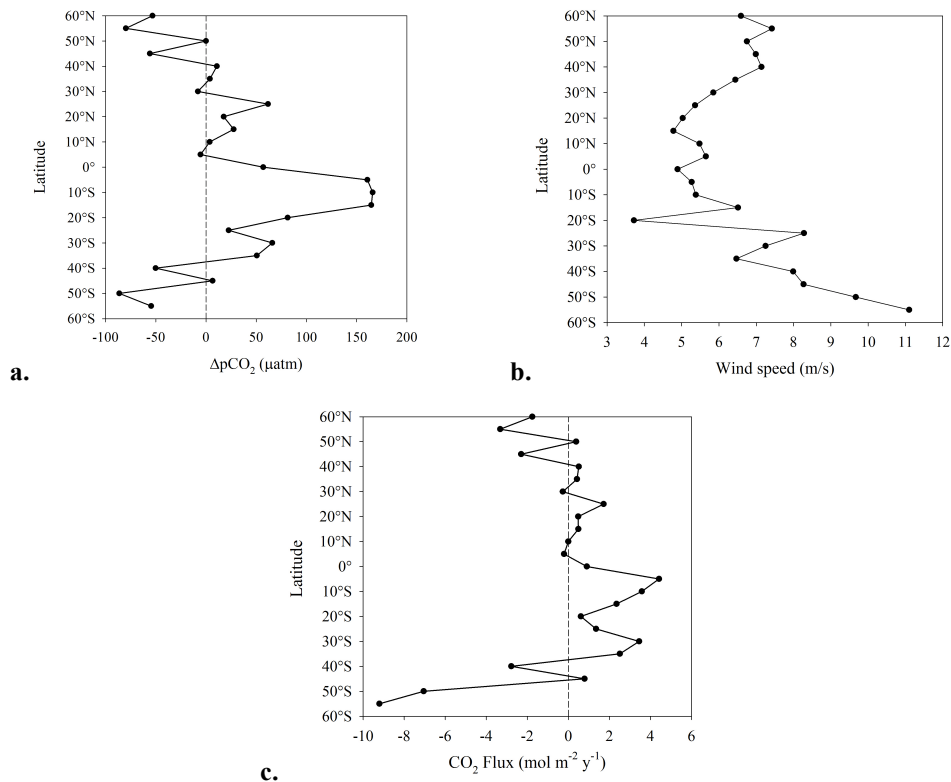 60°N
50°N
40°N
30°N
20°N
10°N
0°
10°S
20°S
30°S
40°S
50°S
60°S
Latitude
-100 -50 0 50 100 150 200
ΔpCO₂ (µatm)
a.
60°N
50°N
40°N
30°N
20°N
10°N
0°
10°S
20°S
30°S
40°S
50°S
60°S
Latitude
3 4 5 6 7 8 9 10 11 12
Wind speed (m/s)
b.
60°N
50°N
40°N
30°N
20°N
10°N
0°
10°S
20°S
30°S
40°S
50°S
60°S
Latitude
-10 -8 -6 -4 -2 0 2 4 6
CO₂ Flux (mol m⁻² y⁻¹)
c.